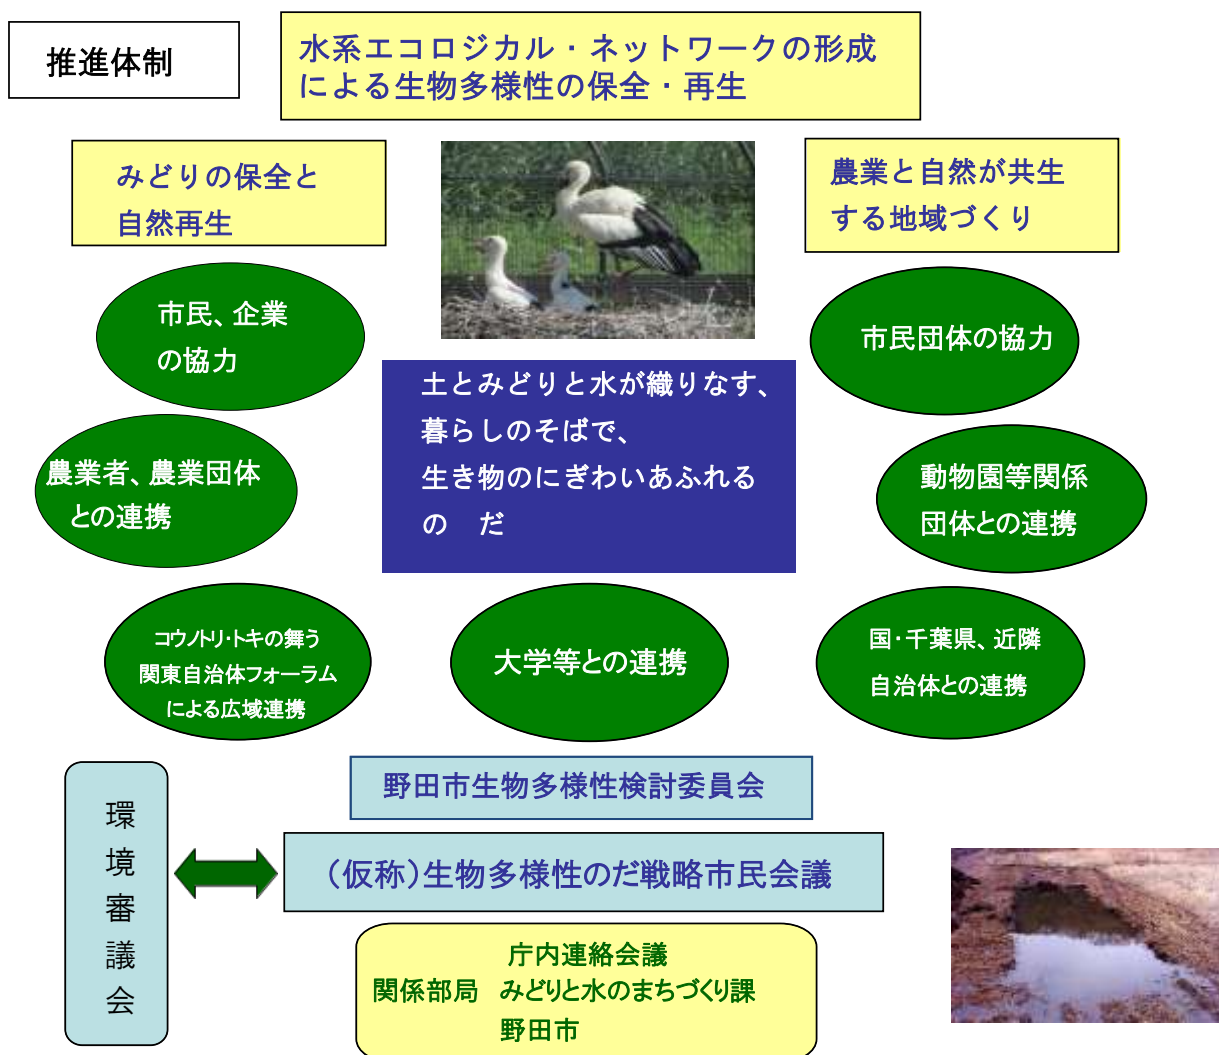 推進体制
水系エコロジカル・ネットワークの形成
による生物多様性の保全・再生
みどりの保全と
自然再生
農業と自然が共生
する地域づくり
市民、企業
の協力
市民団体の協力
土とみどりと水が織りなす、
暮らしのそばで、
生き物のにぎわいあふれる
の　だ
農業者、農業団体
との連携
動物園等関係
団体との連携
コウノトリ・トキの舞う
関東自治体フォーラム
による広域連携
大学等との連携
国・千葉県、近隣
自治体との連携
野田市生物多様性検討委員会
環境審議会
（仮称）生物多様性のだ戦略市民会議
庁内連絡会議
関係部局　みどりと水のまちづくり課
野田市